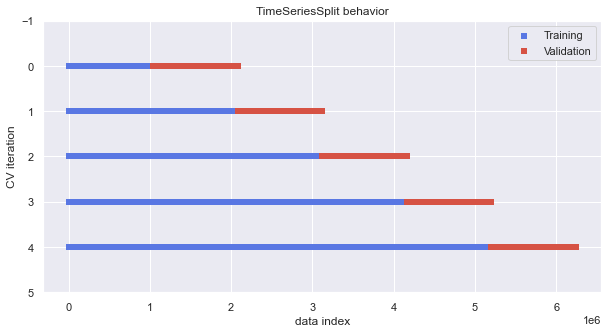 TimeSeriesSplit behavior
−1
0
1
2
3
4
5
CV iteration
Training
Validation
0 1 2 3 4 5 6
1e6
data index